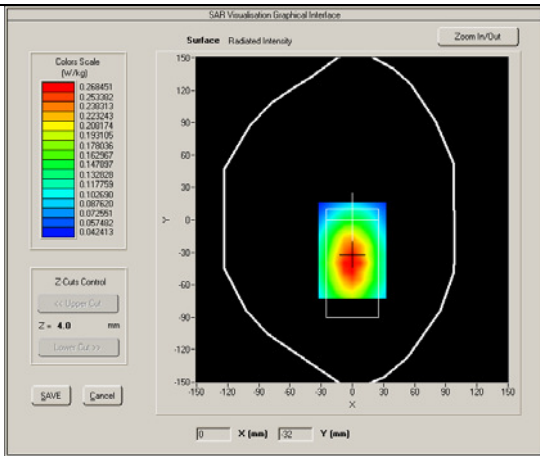 SAR Visualisation Graphical Interface
Surface Radiated Intensity
Zoom In/Out
Colors Scale
(W/kg)
0.268451
0.253382
0.238313
0.223243
0.208174
0.193105
0.178036
0.162967
0.147897
0.132828
0.117759
0.102690
0.087620
0.072551
0.057482
0.042413
Z Cuts Control
<< Upper Cut
Z = 4.0 mm
Lower Cut >>
SAVE Cancel
150-
120-
90-
60-
30-
0-
-30-
-60-
-90-
-120-
-150-
Y
-150 -120 -90 -60 -30 0 30 60 90 120 150
X
0 X (mm) -32 Y (mm)